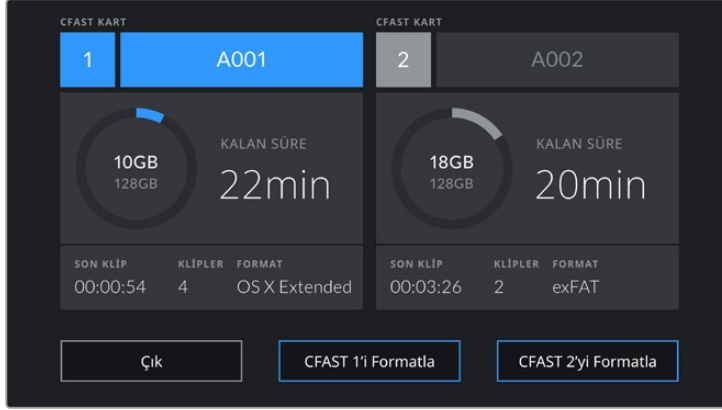 CFAST KART
1 A001
10GB
128GB
KALAN SÜRE
22min
SON KLİP KLİPLER FORMAT
00:00:54 4 OS X Extended
CFAST KART
2 A002
18GB
128GB
KALAN SÜRE
20min
SON KLİP KLİPLER FORMAT
00:03:26 2 exFAT
Çık CFAST 1'i Formatla CFAST 2'yi Formatla